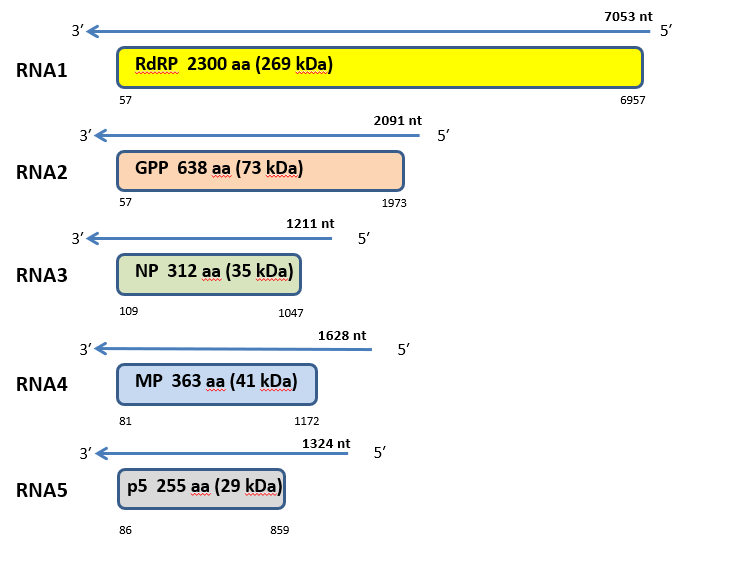 7053 nt
3′ 5′
RNA1
RdRP 2300 aa (269 kDa)
57 6957
2091 nt
3′ 5′
RNA2
GPP 638 aa (73 kDa)
57 1973
1211 nt
3′ 5′
RNA3
NP 312 aa (35 kDa)
109 1047
1628 nt
3′ 5′
RNA4
MP 363 aa (41 kDa)
81 1172
1324 nt
3′ 5′
RNA5
p5 255 aa (29 kDa)
86 859